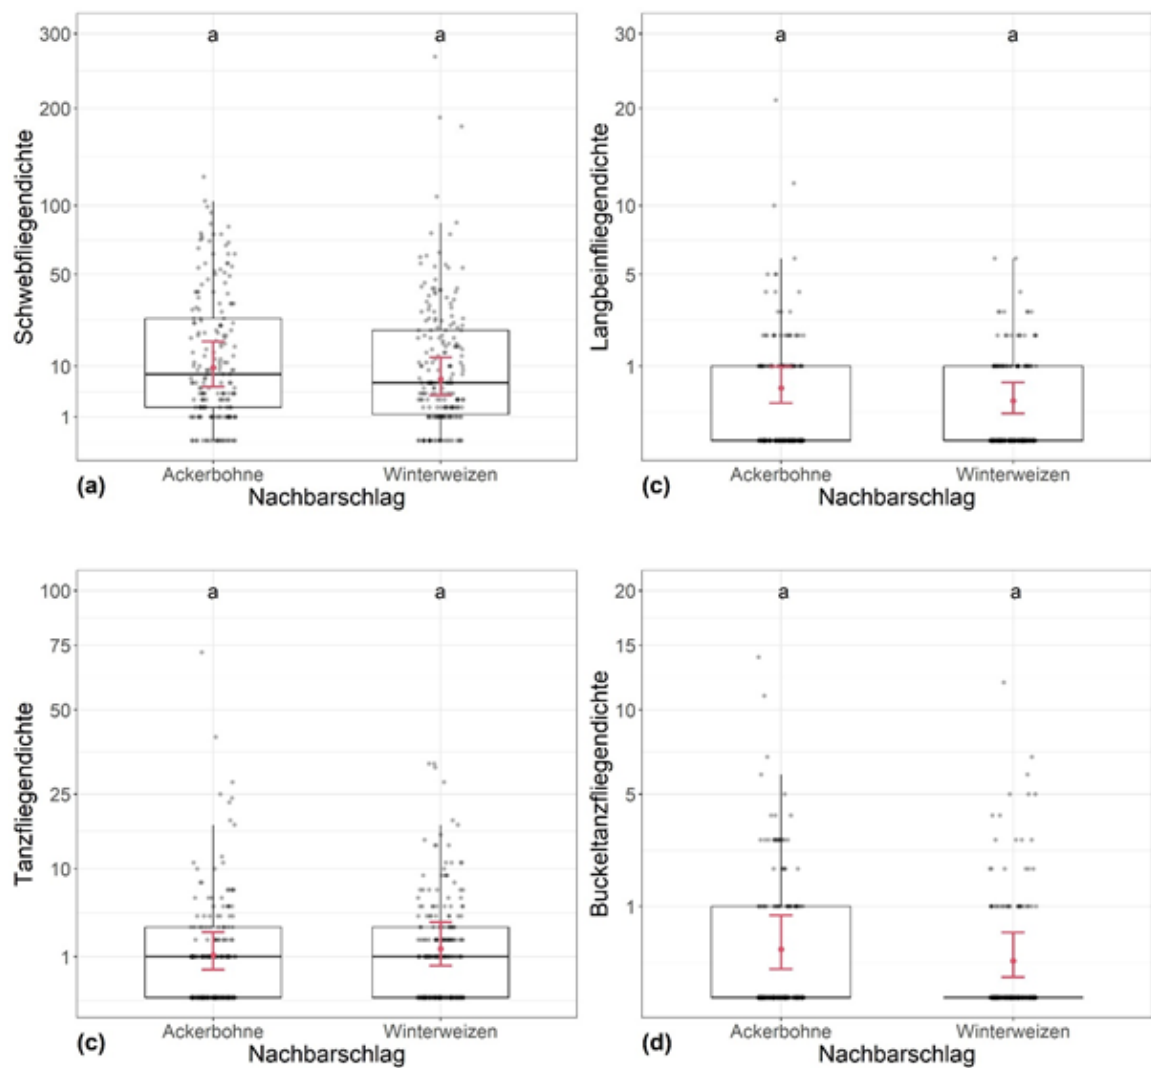 300
200
100
50
10
1
Schwebfliegendichte
a a
Ackerbohne Winterweizen
(a) Nachbarschlag
30
20
10
5
1
Langbeinfliegendichte
a a
Ackerbohne Winterweizen
(c) Nachbarschlag
100
75
50
25
10
1
Tanzfliegendichte
a a
Ackerbohne Winterweizen
(c) Nachbarschlag
20
15
10
5
1
Buckeltanzfliegendichte
a a
Ackerbohne Winterweizen
(d) Nachbarschlag